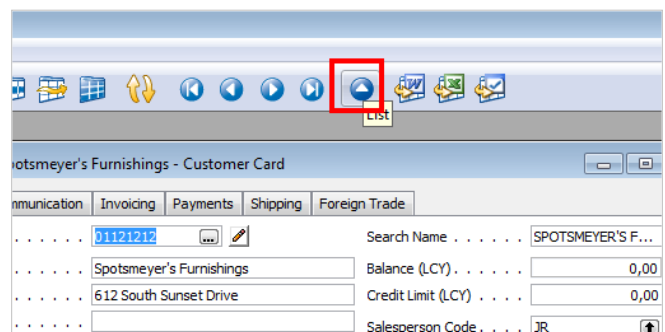 List
potsmeyer's Furnishings - Customer Card
mmunication Invoicing Payments Shipping Foreign Trade
. . . . . . 01121212 ... Search Name . . . . . . SPOTSMEYER'S F...
. . . . . . Spotsmeyer's Furnishings Balance (LCY) . . . . . . 0,00
. . . . . . 612 South Sunset Drive Credit Limit (LCY) . . . . 0,00
. . . . . . Salesperson Code . . . . JR